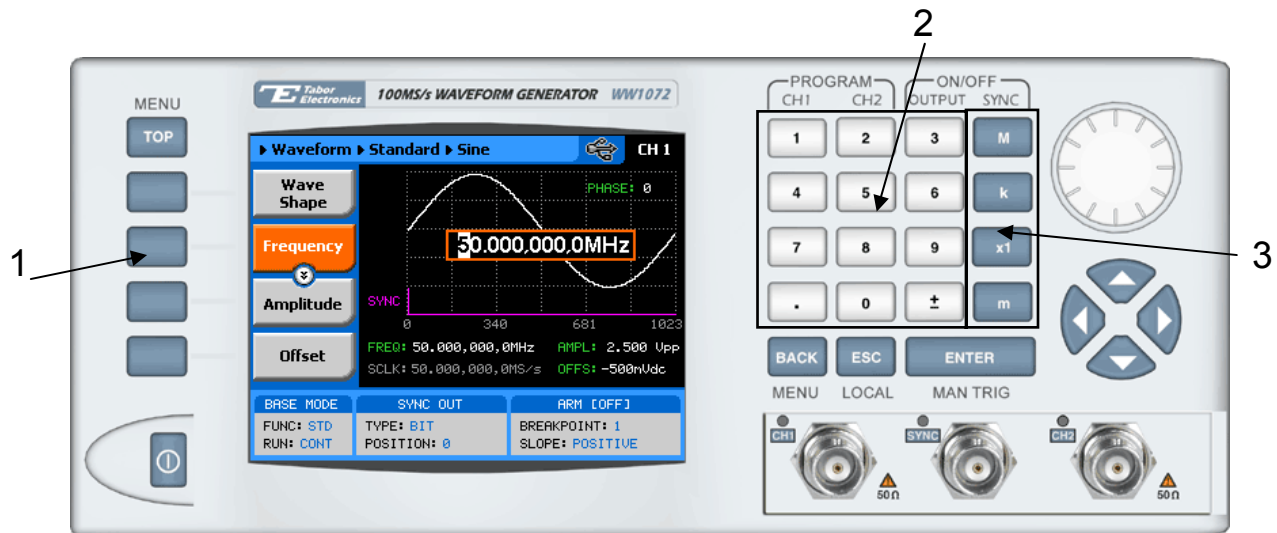 2
1
3
MENU
TOP
Tabor Electronics 100MS/s WAVEFORM GENERATOR WW1072
▶ Waveform ▶ Standard ▶ Sine CH 1
Wave Shape
Frequency
Amplitude
Offset
PHASE: 0
50.000,000,0MHz
SYNC
0 340 681 1023
FREQ: 50.000,000,0MHz AMPL: 2.500 Vpp
SCLK: 50.000,000,0MS/s OFFS: -500mVdc
BASE MODE SYNC OUT ARM [OFF]
FUNC: STD TYPE: BIT BREAKPOINT: 1
RUN: CONT POSITION: 0 SLOPE: POSITIVE
PROGRAM ON/OFF
CH1 CH2 OUTPUT SYNC
1 2 3 M
4 5 6 k
7 8 9 x1
. 0 ± m
BACK ESC ENTER
MENU LOCAL MAN TRIG
CH1 SYNC CH2
50Ω 50Ω